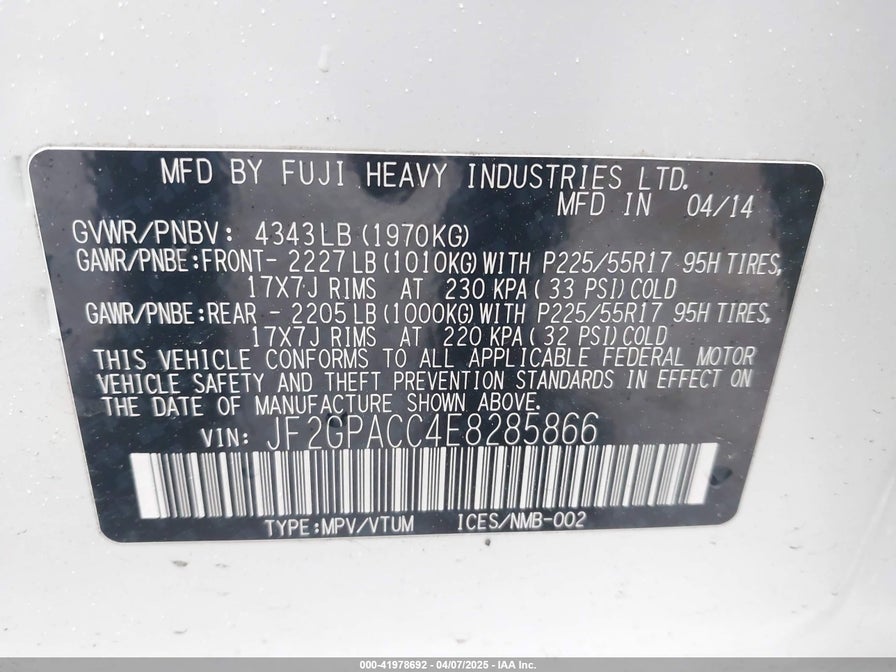 MFD BY FUJI HEAVY INDUSTRIES LTD.
MFD IN 04/14
GVWR/PNBV: 4343LB (1970KG)
GAWR/PNBE:FRONT- 2227LB (1010KG) WITH P225/55R17 95H TIRES,
17X7J RIMS AT 230 KPA( 33 PSI)COLD
GAWR/PNBE:REAR - 2205LB (1000KG) WITH P225/55R17 95H TIRES,
17X7J RIMS AT 220 KPA( 32 PSI)COLD
THIS VEHICLE CONFORMS TO ALL APPLICABLE FEDERAL MOTOR
VEHICLE SAFETY AND THEFT PREVENTION STANDARDS IN EFFECT ON
THE DATE OF MANUFACTURE SHOWN ABOVE.
VIN: JF2GPACC4E8285866
TYPE:MPV/VTUM ICES/NMB-002
000-41978692 - 04/07/2025 - IAA Inc.